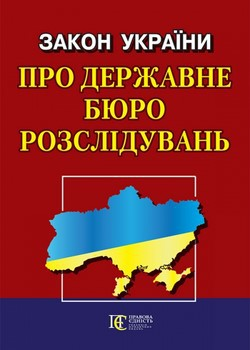 ЗАКОН УКРАЇНИ
ПРО ДЕРЖАВНЕ
БЮРО
РОЗСЛІДУВАНЬ
ПРАВОВА
ЄДНІСТЬ